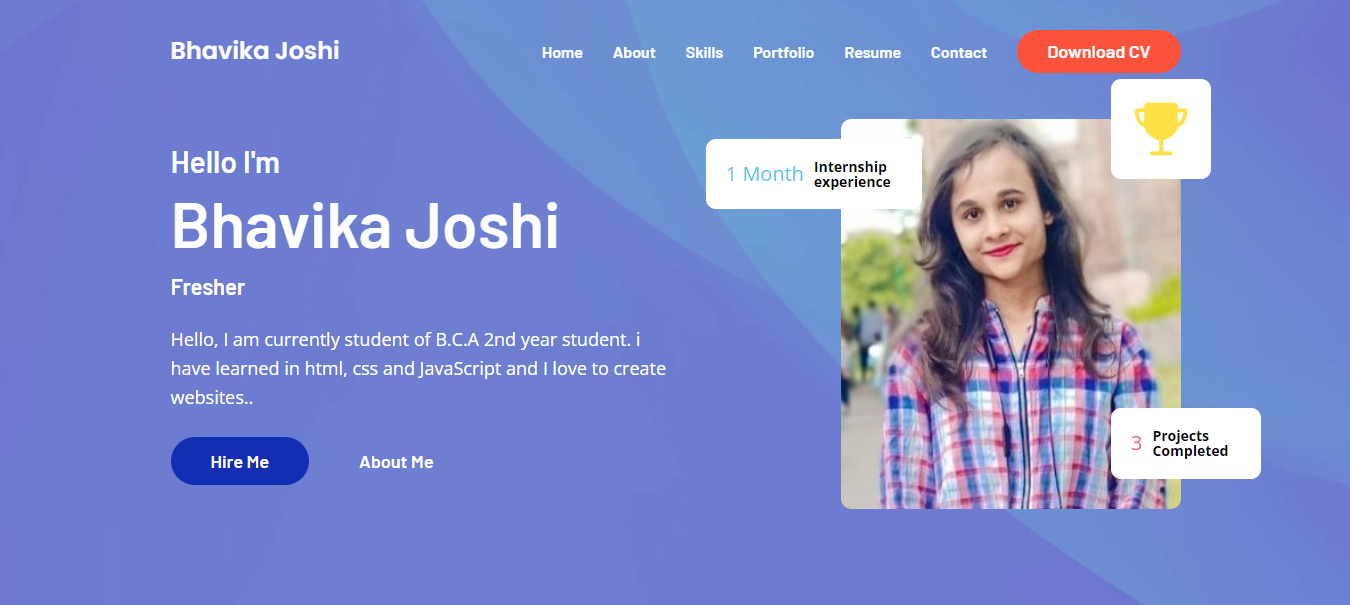 Bhavika Joshi
Home About Skills Portfolio Resume Contact Download CV
Hello I'm
Bhavika Joshi
Fresher
Hello, I am currently student of B.C.A 2nd year student. i
have learned in html, css and JavaScript and I love to create
websites..
Hire Me About Me
1 Month Internship
experience
3 Projects
Completed